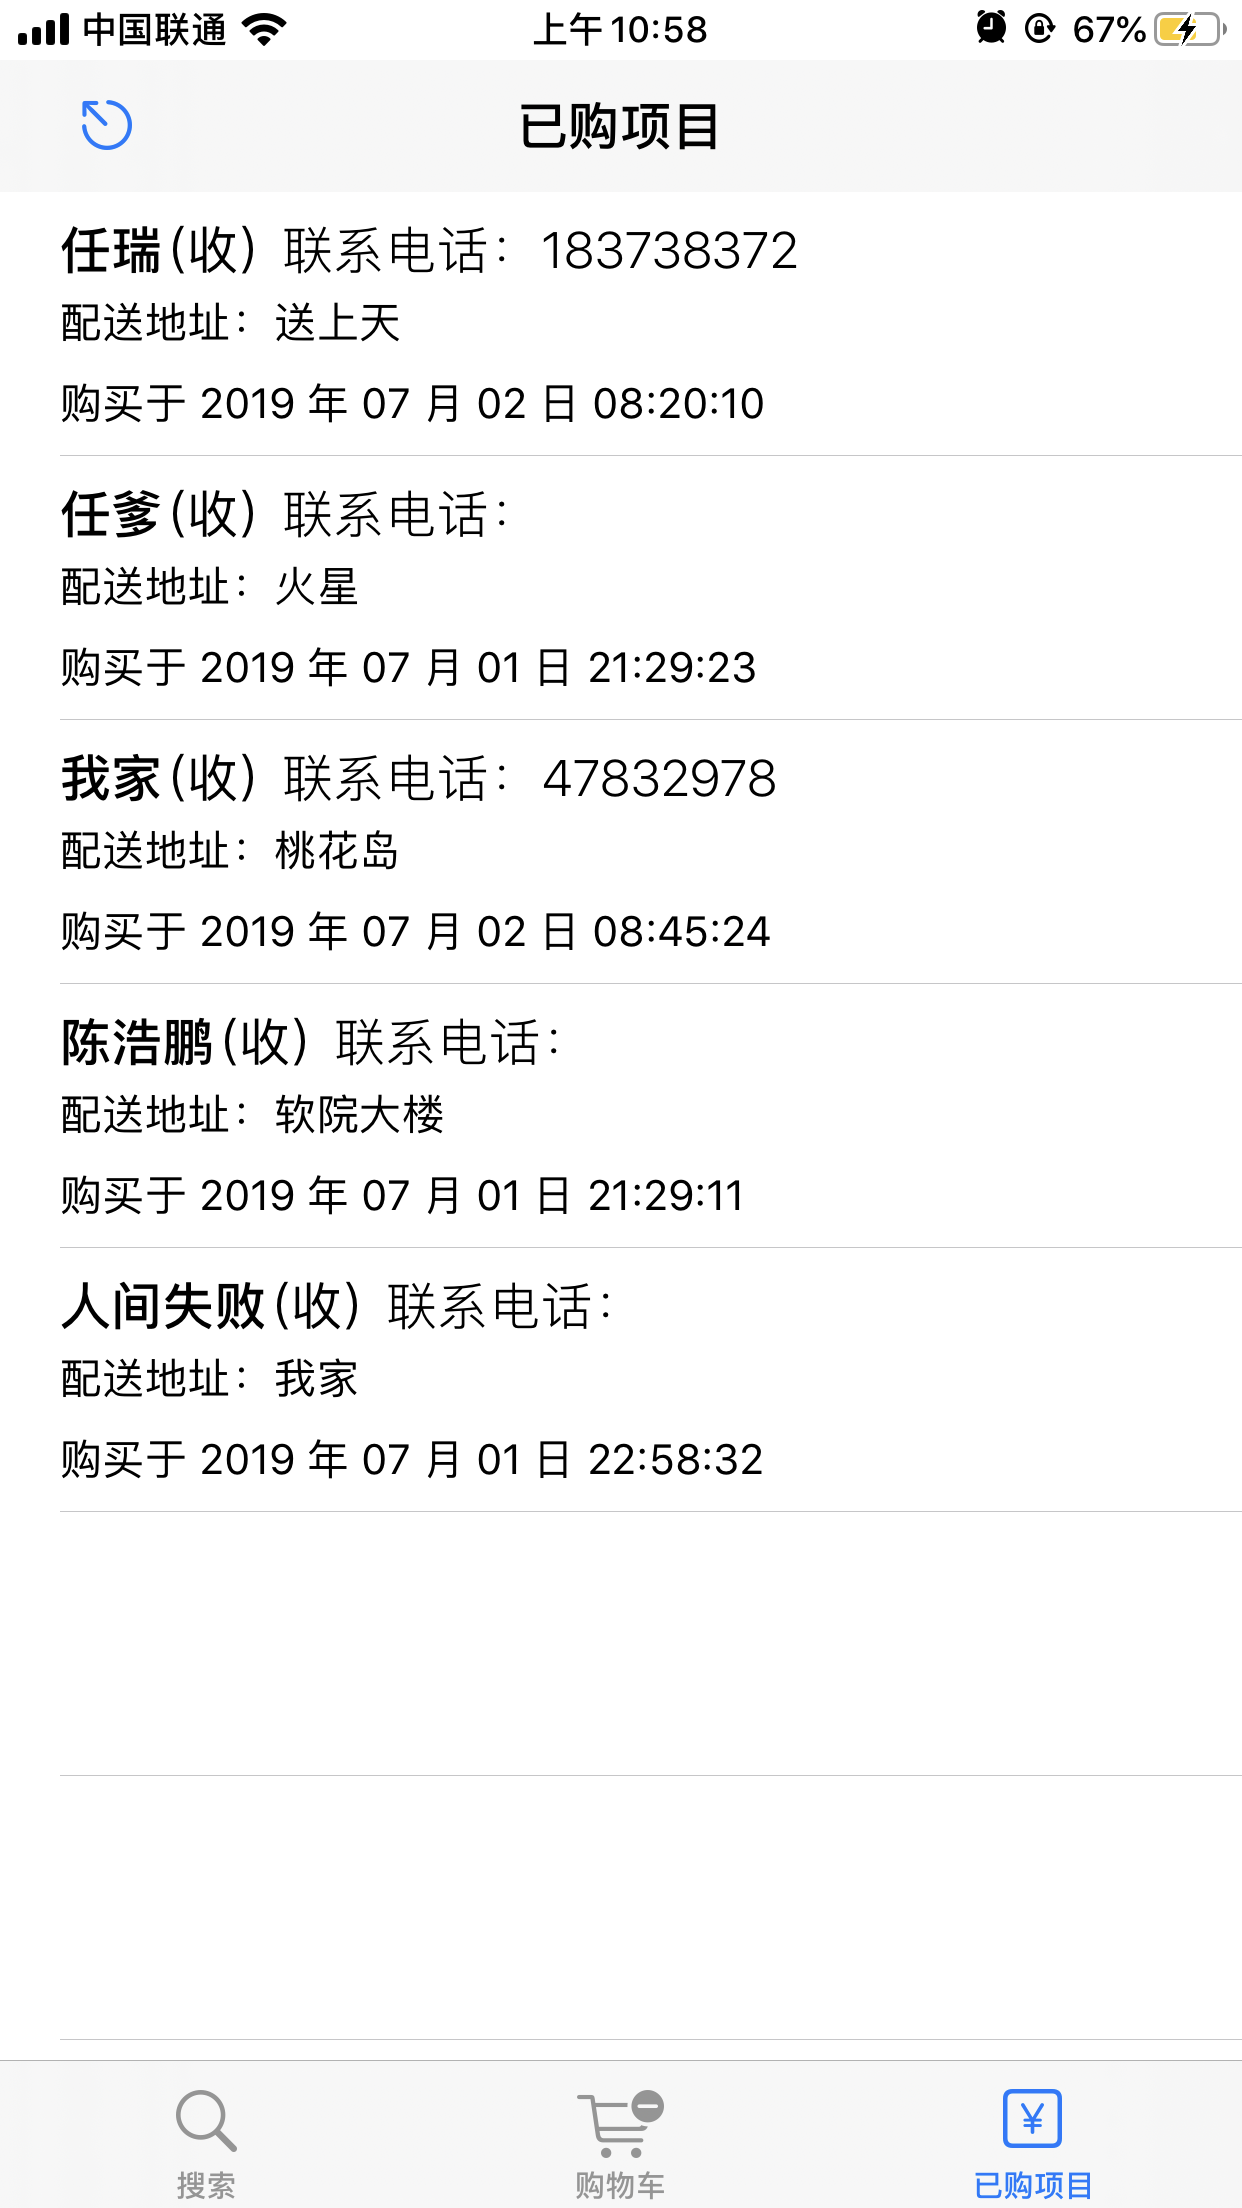 中国联通 上午10:58 67%
已购项目
任瑞(收) 联系电话：183738372
配送地址：送上天
购买于 2019 年 07 月 02 日 08:20:10
任爹(收) 联系电话：
配送地址：火星
购买于 2019 年 07 月 01 日 21:29:23
我家(收) 联系电话：47832978
配送地址：桃花岛
购买于 2019 年 07 月 02 日 08:45:24
陈浩鹏(收) 联系电话：
配送地址：软院大楼
购买于 2019 年 07 月 01 日 21:29:11
人间失败(收) 联系电话：
配送地址：我家
购买于 2019 年 07 月 01 日 22:58:32
¥
搜索 购物车 已购项目